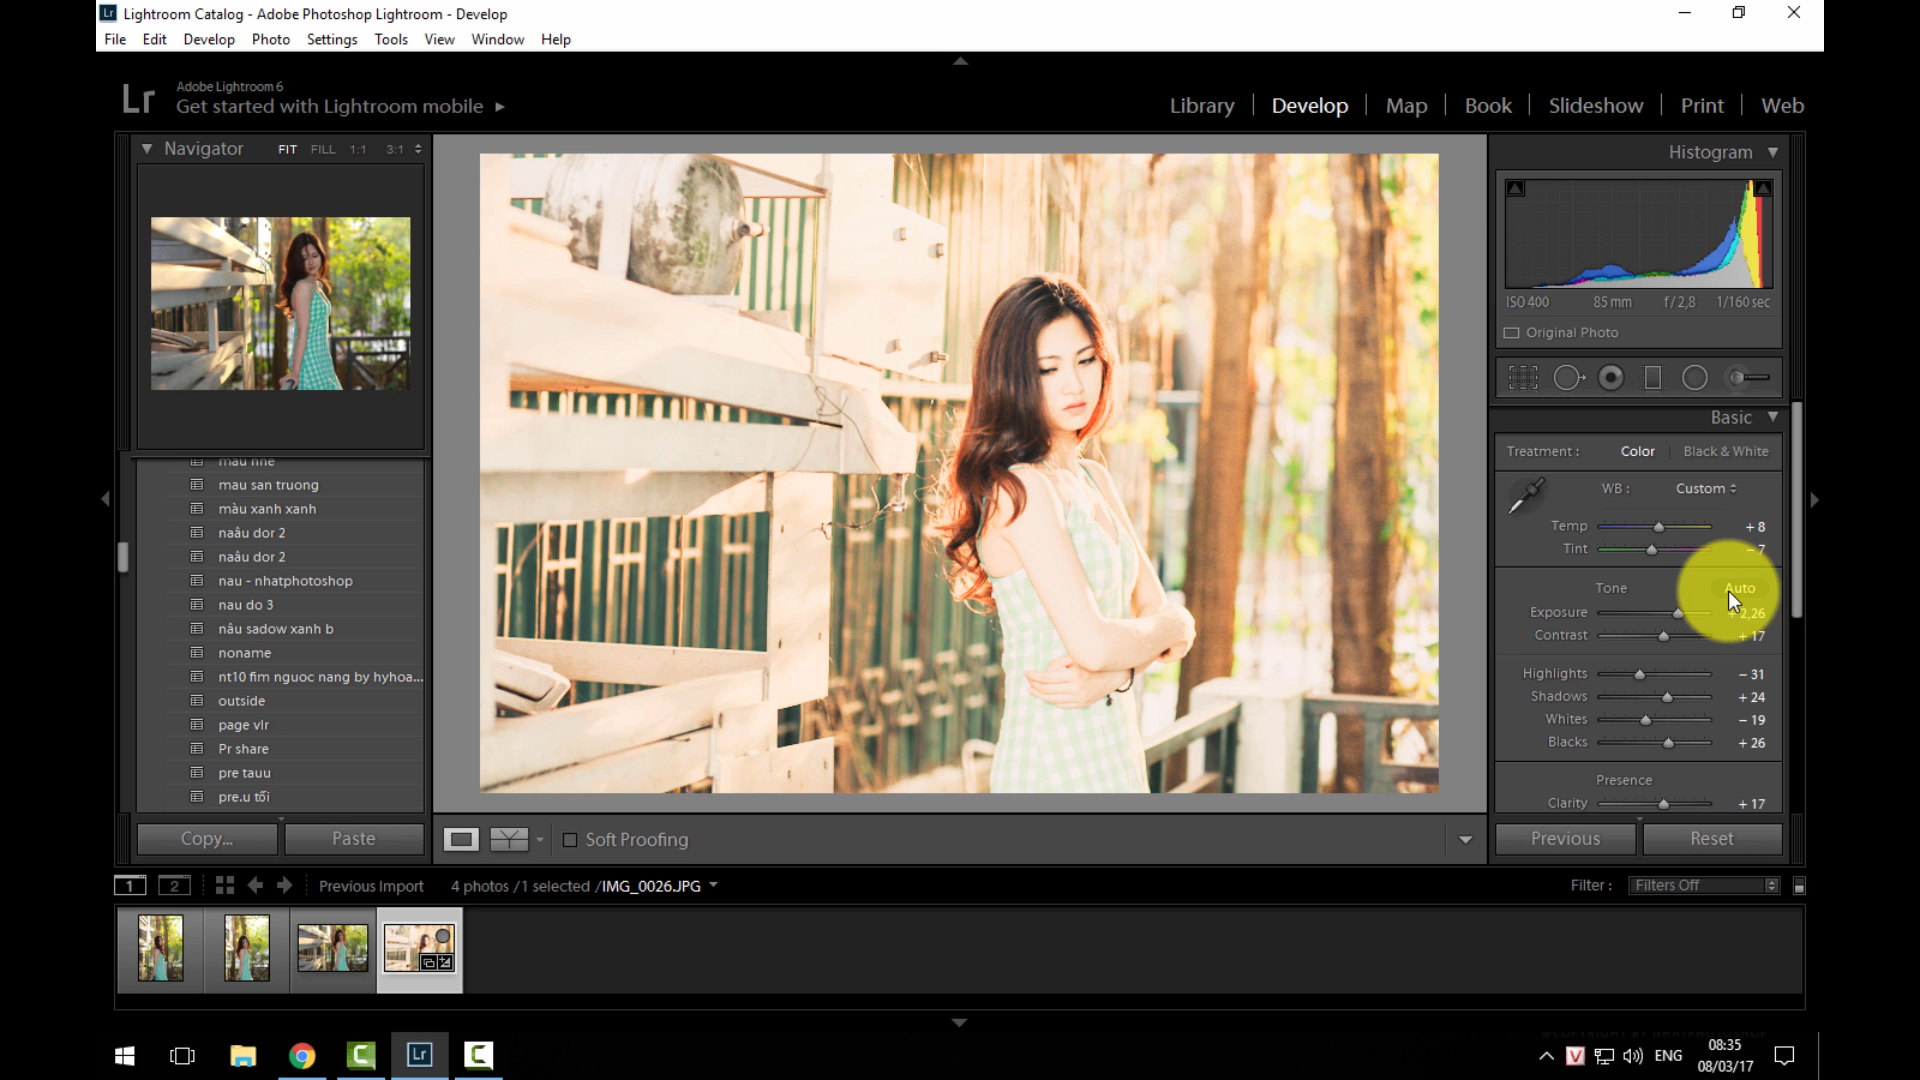 Lightroom Catalog - Adobe Photoshop Lightroom - Develop
File Edit Develop Photo Settings Tools View Window Help
Lr Adobe Lightroom 6
Get started with Lightroom mobile
Library Develop Map Book Slideshow Print Web
Navigator FIT FILL 1:1 3:1
mau nhe
mau san truong
màu xanh xanh
naâu dor 2
naâu dor 2
nau - nhatphotoshop
nau do 3
nâu sadow xanh b
noname
nt10 fim nguoc nang by hyhoa...
outside
page vlr
Pr share
pre tauu
pre.u tối
Copy... Paste
Soft Proofing
Histogram
ISO 400 85 mm f / 2,8 1/160 sec
Original Photo
Basic
Treatment : Color Black & White
WB : Custom
Temp + 8
Tint – 7
Tone Auto
Exposure + 2,26
Contrast + 17
Highlights – 31
Shadows + 24
Whites – 19
Blacks + 26
Presence
Clarity + 17
Previous Reset
1 2 Previous Import 4 photos / 1 selected / IMG_0026.JPG Filter : Filters Off
Lr
V ENG 08:35
08/03/17